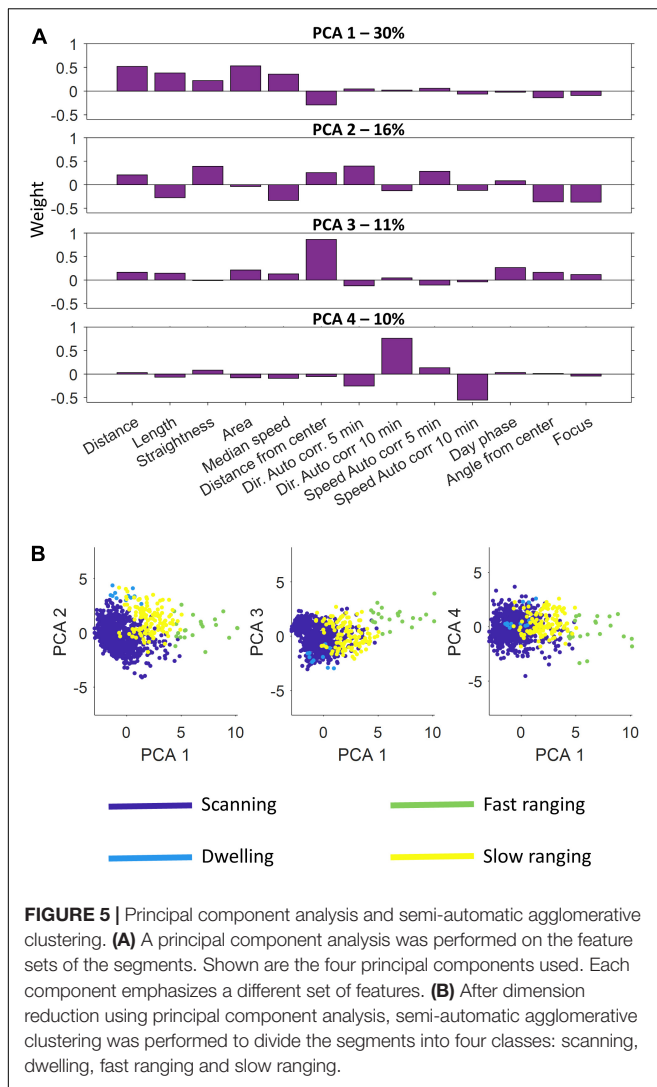 A
PCA 1 – 30%
1
0.5
0
-0.5
PCA 2 – 16%
1
0.5
0
-0.5
PCA 3 – 11%
1
0.5
0
-0.5
PCA 4 – 10%
1
0.5
0
-0.5
Weight
Distance
Length
Straightness
Area
Median speed
Distance from center
Dir. Auto corr. 5 min
Dir. Auto corr 10 min
Speed Auto corr 5 min
Speed Auto corr 10 min
Day phase
Angle from center
Focus
B
5
0
-5
PCA 2
0 5 10
PCA 1
5
0
-5
PCA 3
0 5 10
PCA 1
5
0
-5
PCA 4
0 5 10
PCA 1
Scanning
Fast ranging
Dwelling
Slow ranging
FIGURE 5 | Principal component analysis and semi-automatic agglomerative
clustering. (A) A principal component analysis was performed on the feature
sets of the segments. Shown are the four principal components used. Each
component emphasizes a different set of features. (B) After dimension
reduction using principal component analysis, semi-automatic agglomerative
clustering was performed to divide the segments into four classes: scanning,
dwelling, fast ranging and slow ranging.